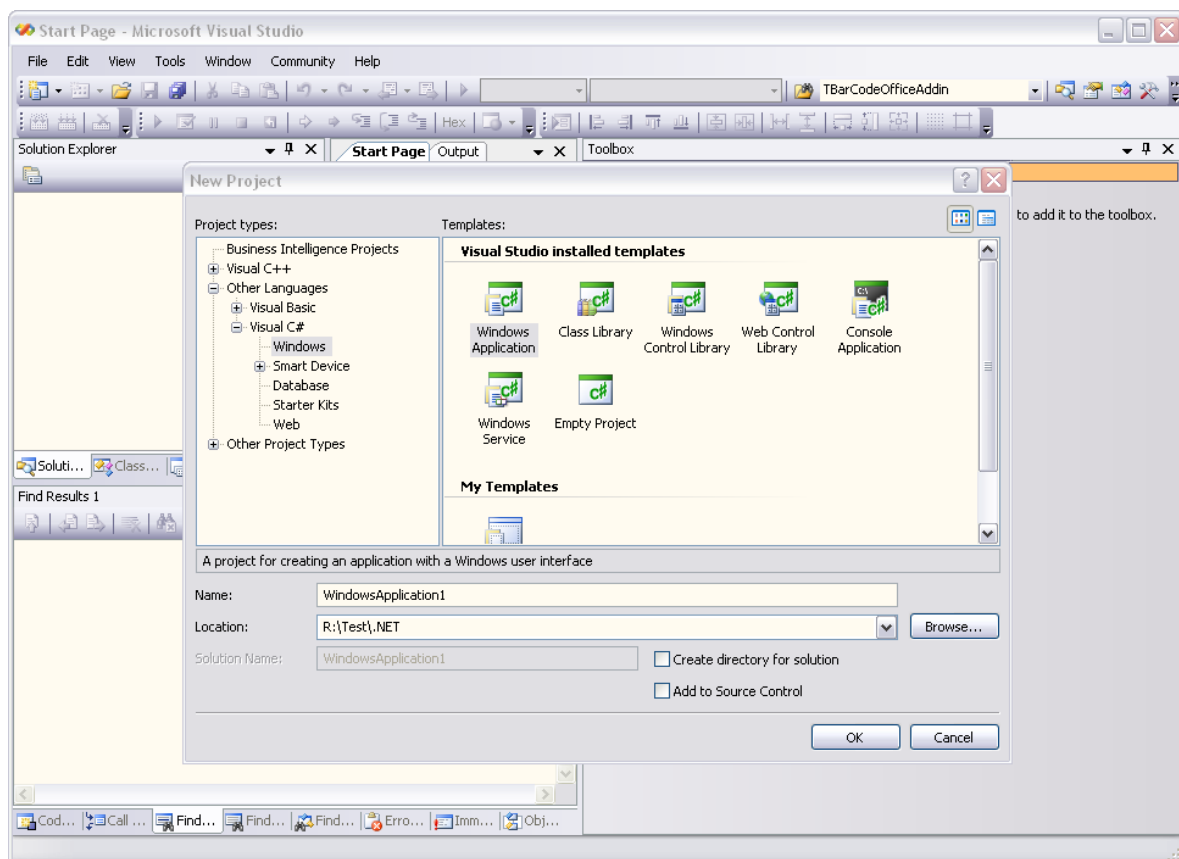 Start Page - Microsoft Visual Studio
File Edit View Tools Window Community Help
TBarCodeOfficeAddin
Hex
Solution Explorer
Start Page Output
Toolbox
to add it to the toolbox.
New Project
Project types:
Templates:
Business Intelligence Projects
Visual C++
Other Languages
Visual Basic
Visual C#
Windows
Smart Device
Database
Starter Kits
Web
Other Project Types
Visual Studio installed templates
Windows Application
Class Library
Windows Control Library
Web Control Library
Console Application
Windows Service
Empty Project
My Templates
A project for creating an application with a Windows user interface
Name: WindowsApplication1
Location: R:\Test\.NET Browse...
Solution Name: WindowsApplication1 Create directory for solution
Add to Source Control
OK Cancel
Soluti... Class...
Find Results 1
Cod... Call ... Find... Find... Find... Erro... Imm... Obj...